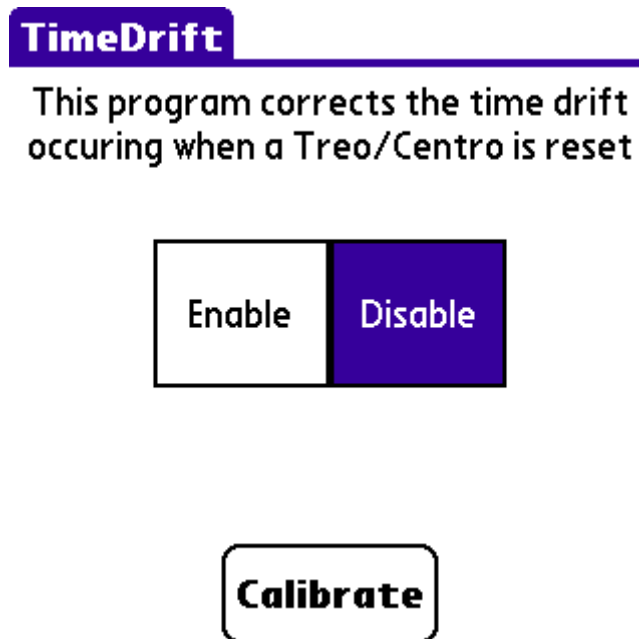 TimeDrift
This program corrects the time drift
occuring when a Treo/Centro is reset
Enable Disable
Calibrate